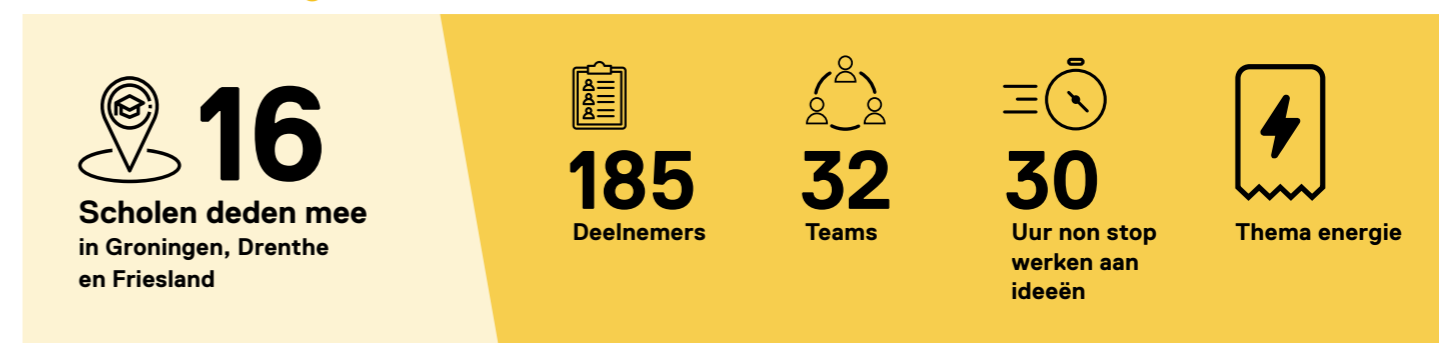 16
Scholen deden mee
in Groningen, Drenthe
en Friesland
185
Deelnemers
32
Teams
30
Uur non stop
werken aan
ideeën
Thema energie